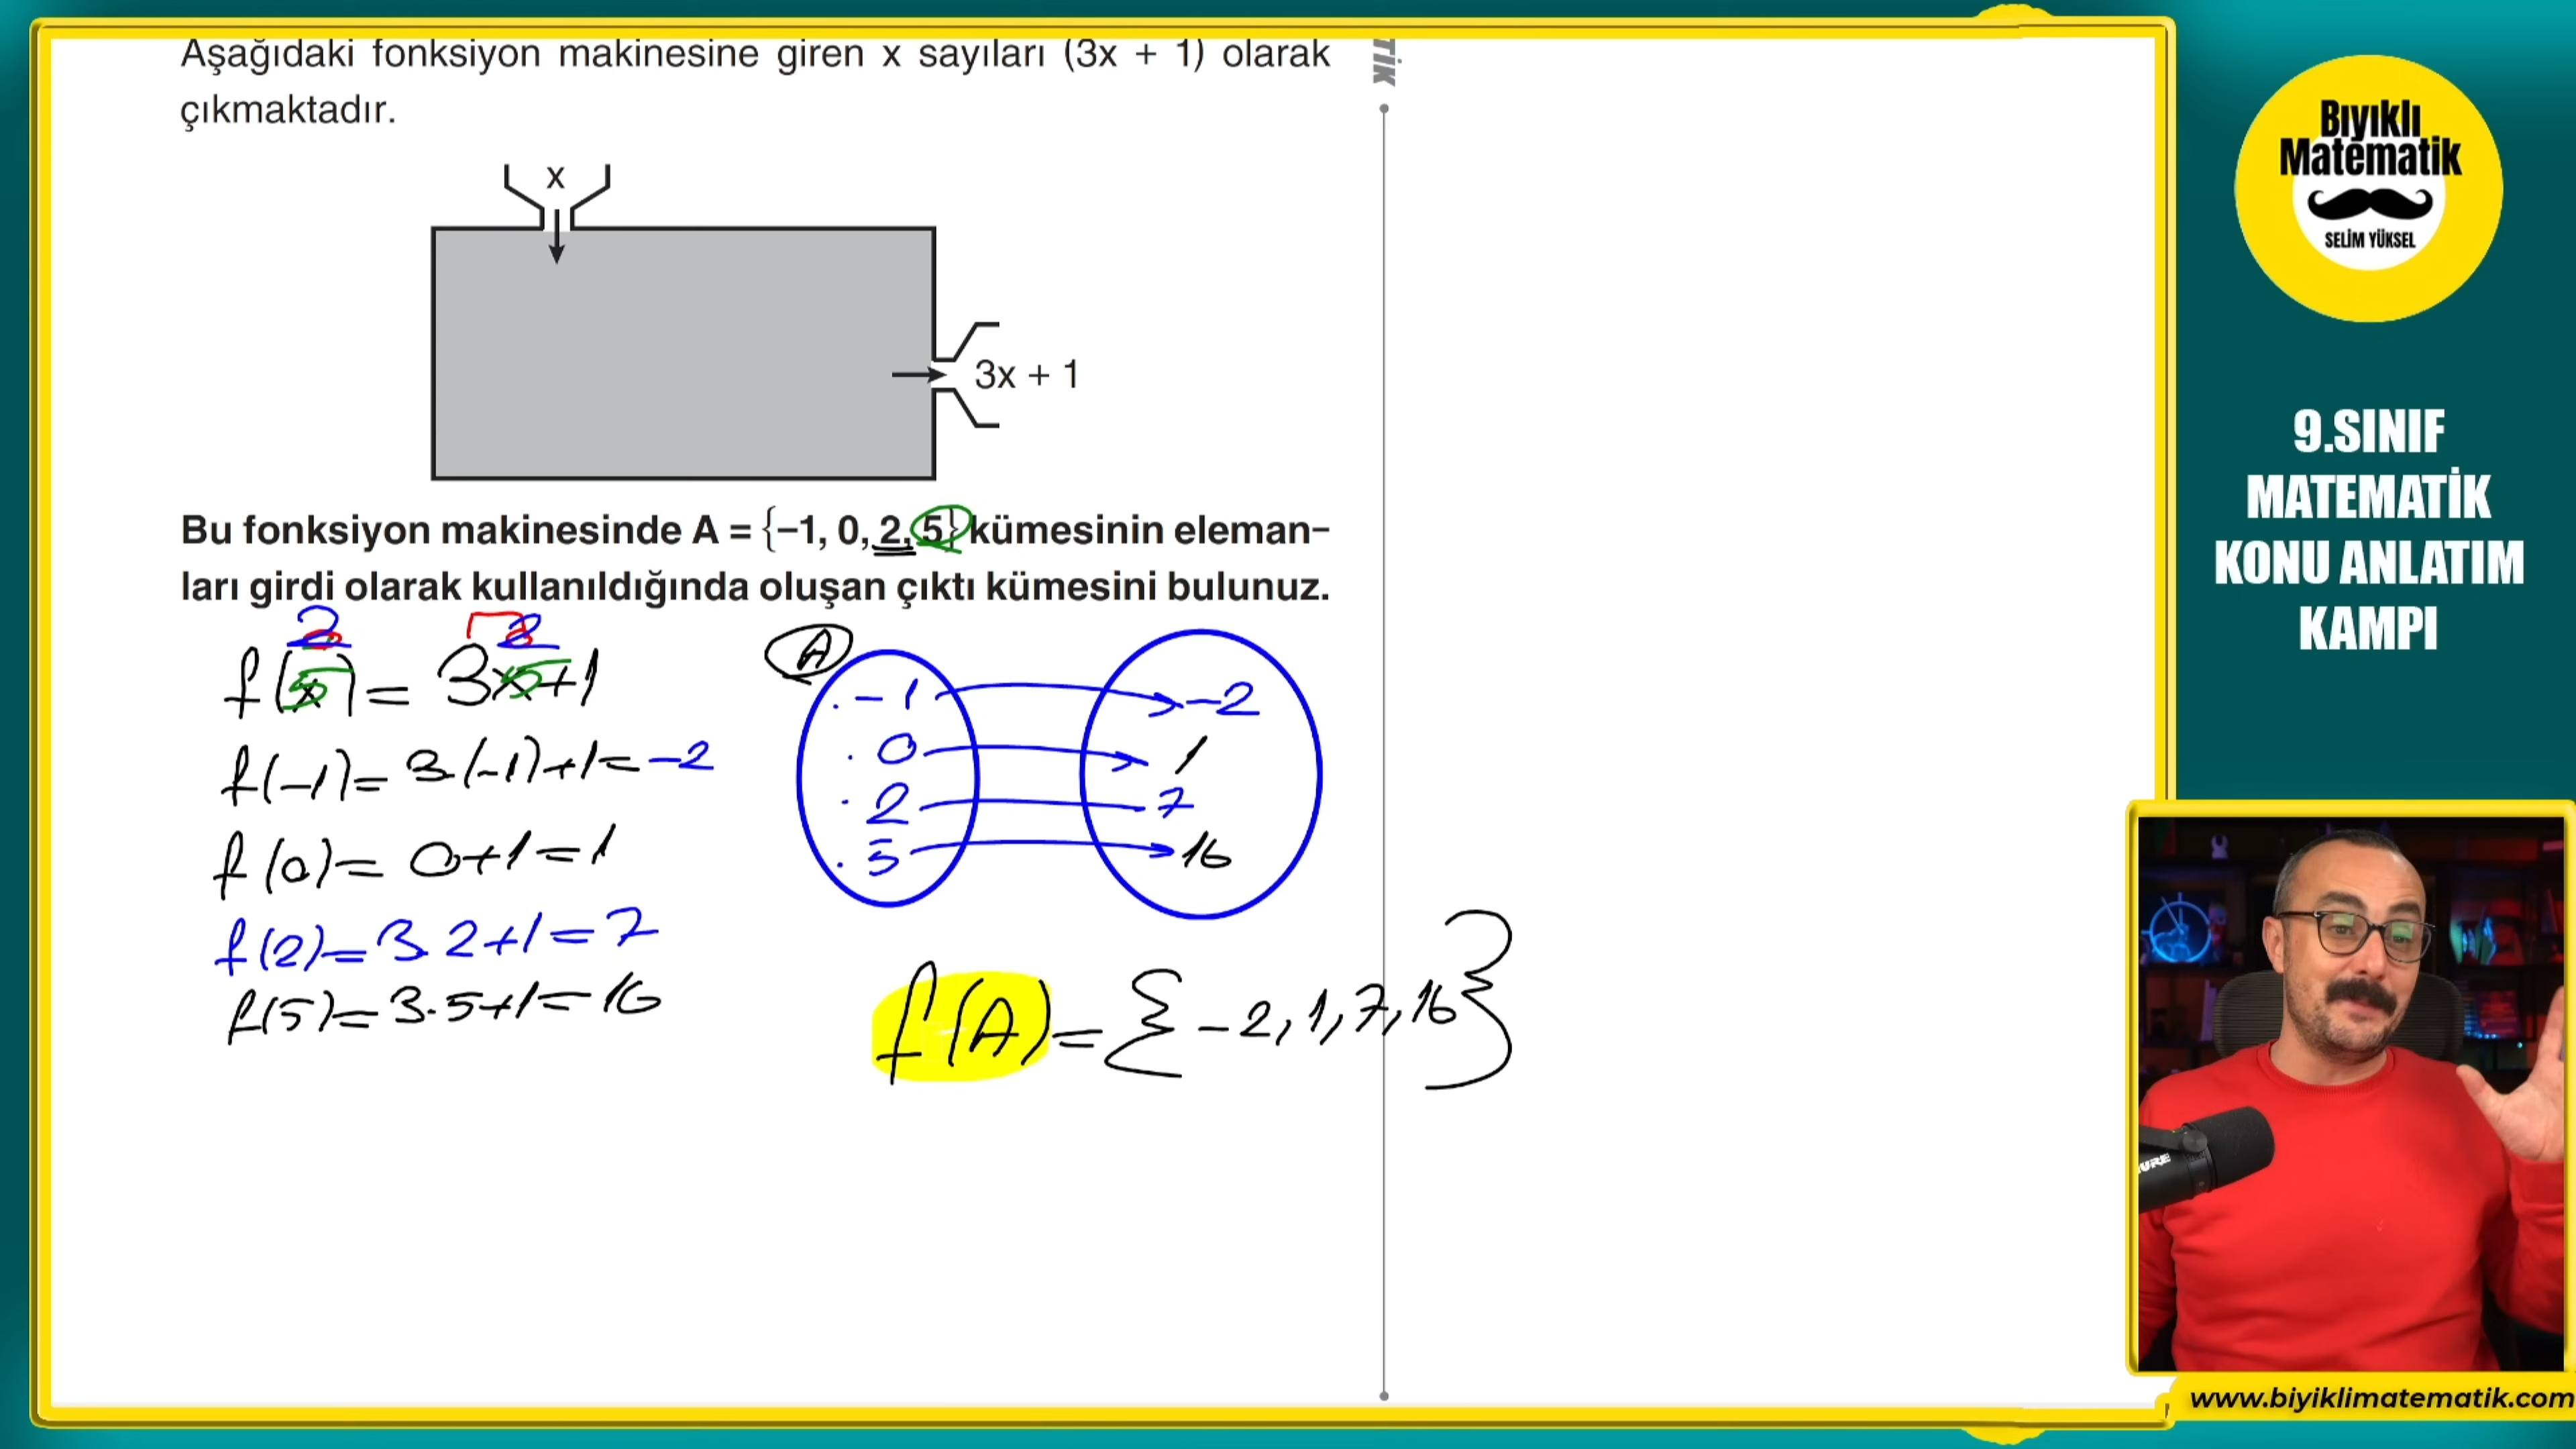 Aşağıdaki fonksiyon makinesine giren x sayıları (3x + 1) olarak
çıkmaktadır.
x
3x + 1
Bu fonksiyon makinesinde A = {–1, 0, 2, 5} kümesinin eleman–
ları girdi olarak kullanıldığında oluşan çıktı kümesini bulunuz.
f(x) = 3x+1
f(-1) = 3.(-1)+1 = -2
f(0) = 0+1 = 1
f(2) = 3.2+1 = 7
f(5) = 3.5+1 = 16
A
. -1 -2
. 0 1
. 2 7
. 5 16
f(A) = {-2, 1, 7, 16}
TİK
Bıyıklı
Matematik
SELİM YÜKSEL
9.SINIF
MATEMATİK
KONU ANLATIM
KAMPI
URE
www.biyiklimatematik.com